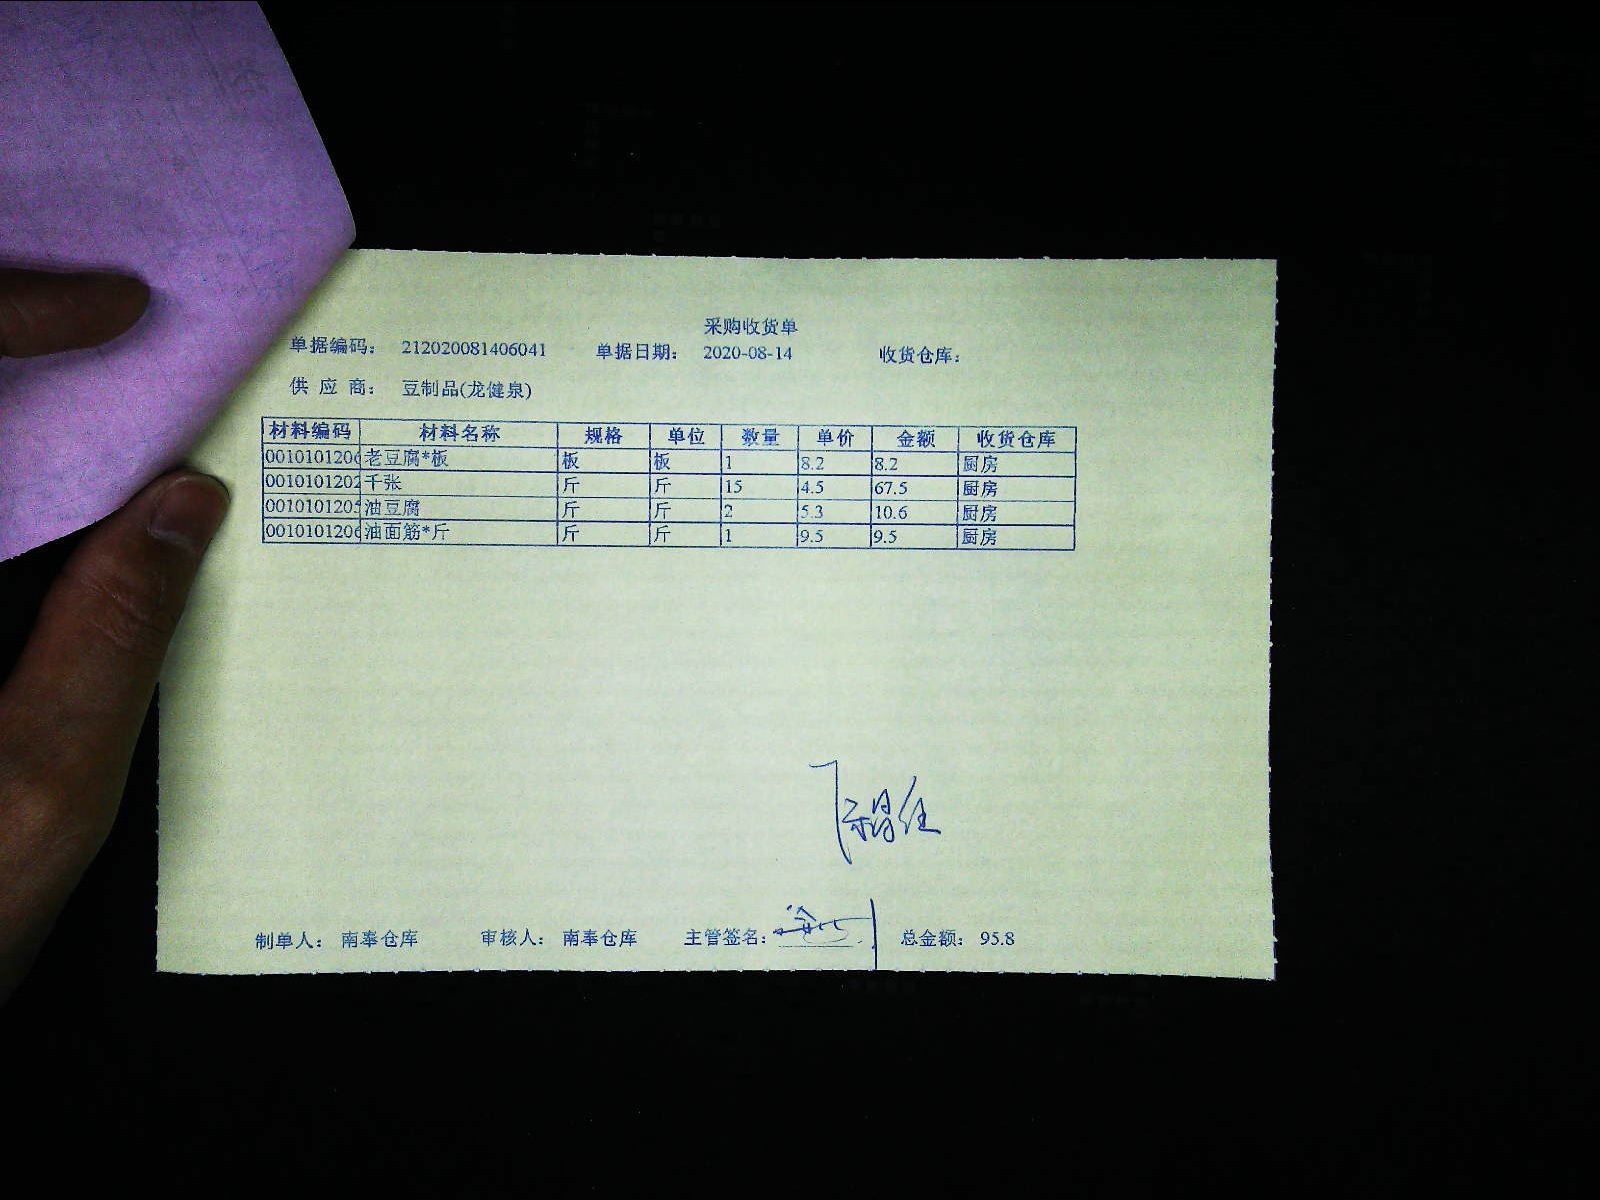 采购收货单
单据编码： 212020081406041 单据日期： 2020-08-14 收货仓库：
供 应 商： 豆制品(龙健泉)
材料编码 材料名称 规格 单位 数量 单价 金额 收货仓库
0010101206 老豆腐*板 板 板 1 8.2 8.2 厨房
0010101202 千张 斤 斤 15 4.5 67.5 厨房
0010101205 油豆腐 斤 斤 2 5.3 10.6 厨房
0010101206 油面筋*斤 斤 斤 1 9.5 9.5 厨房
制单人： 南奉仓库 审核人： 南奉仓库 主管签名： 总金额： 95.8